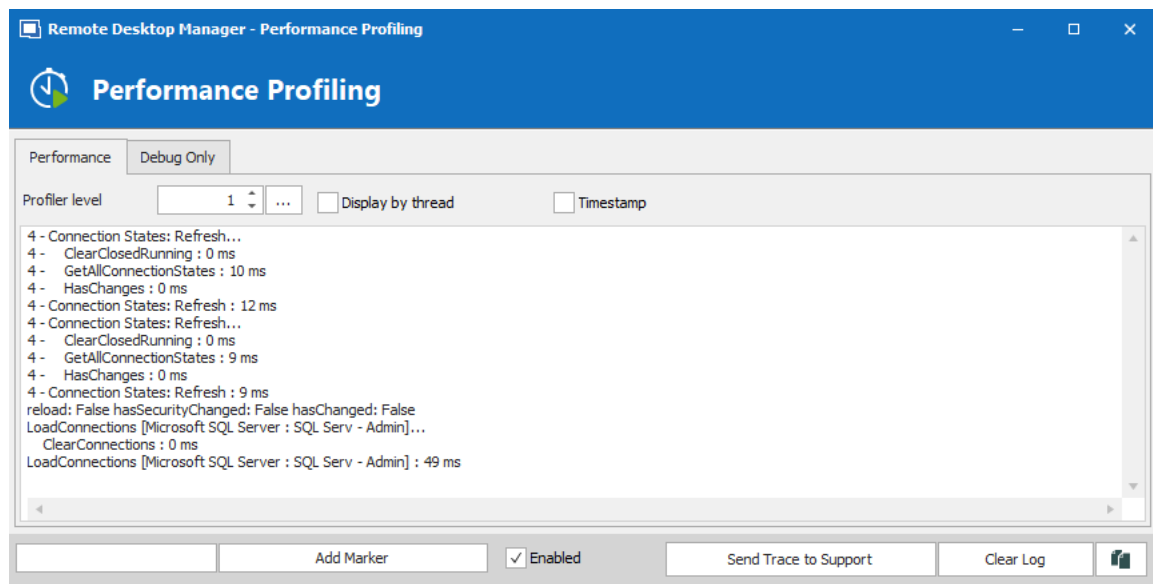 Remote Desktop Manager - Performance Profiling
Performance Profiling
Performance Debug Only
Profiler level 1 ... Display by thread Timestamp
4 - Connection States: Refresh...
4 -    ClearClosedRunning : 0 ms
4 -    GetAllConnectionStates : 10 ms
4 -    HasChanges : 0 ms
4 - Connection States: Refresh : 12 ms
4 - Connection States: Refresh...
4 -    ClearClosedRunning : 0 ms
4 -    GetAllConnectionStates : 9 ms
4 -    HasChanges : 0 ms
4 - Connection States: Refresh : 9 ms
reload: False hasSecurityChanged: False hasChanged: False
LoadConnections [Microsoft SQL Server : SQL Serv - Admin]...
   ClearConnections : 0 ms
LoadConnections [Microsoft SQL Server : SQL Serv - Admin] : 49 ms
Add Marker Enabled Send Trace to Support Clear Log